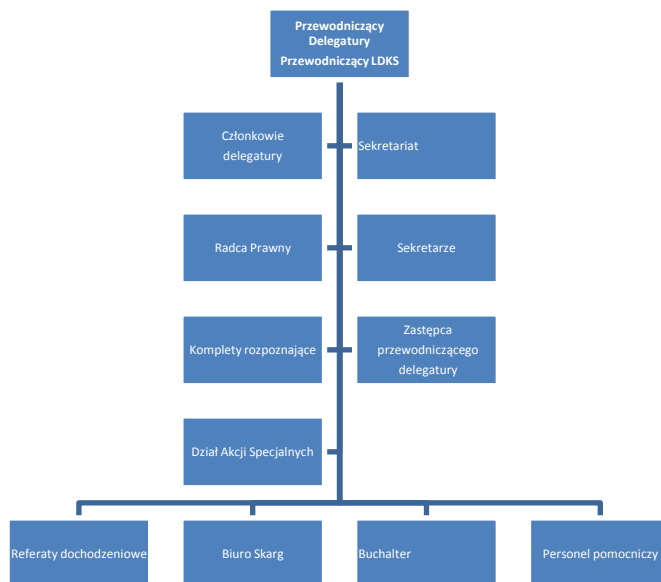 Przewodniczący
Delegatury
Przewodniczący LDKS
Członkowie
delegatury
Sekretariat
Radca Prawny
Sekretarze
Komplety rozpoznające
Zastępca
przewodniczącego
delegatury
Dział Akcji Specjalnych
Referaty dochodzeniowe
Biuro Skarg
Buchalter
Personel pomocniczy